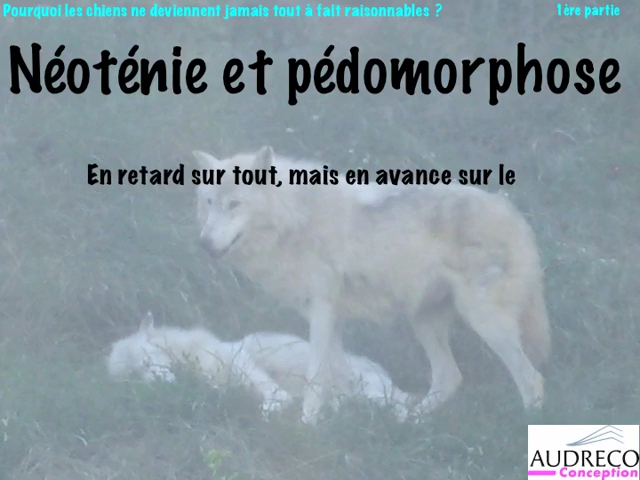 Pourquoi les chiens ne deviennent jamais tout à fait raisonnables ?
1ère partie
Néoténie et pédomorphose
En retard sur tout, mais en avance sur le
AUDRECO
Conception